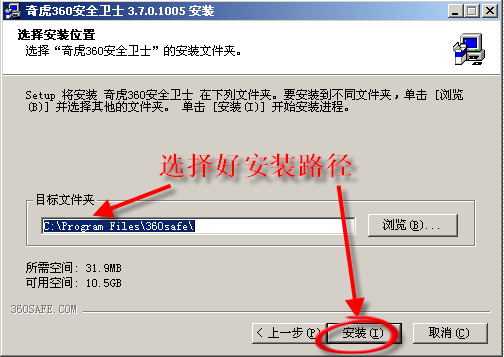 奇虎360安全卫士 3.7.0.1005 安装
选择安装位置
选择“奇虎360安全卫士”的安装文件夹。
Setup 将安装 奇虎360安全卫士 在下列文件夹。要安装到不同文件夹，单击 [浏览
(B)] 并选择其他的文件夹。 单击 [安装(I)] 开始安装进程。
选择好安装路径
目标文件夹
C:\Program Files\360safe\
浏览(B)...
所需空间: 31.9MB
可用空间: 10.5GB
360SAFE.COM
< 上一步(P)
安装(I)
取消(C)